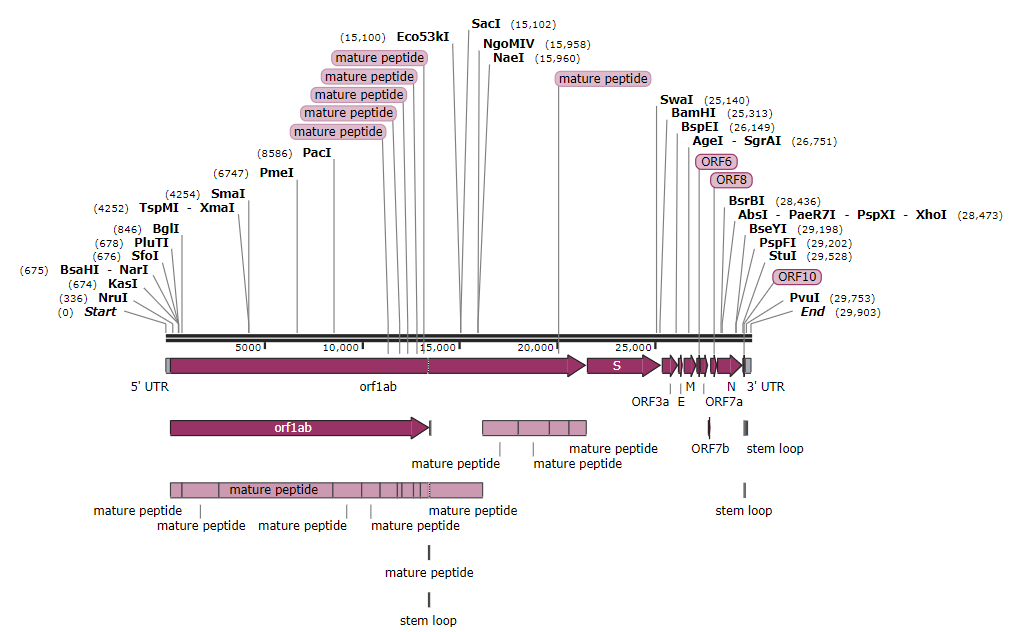 SacI (15,102)
(15,100) Eco53kI
NgoMIV (15,958)
mature peptide
NaeI (15,960)
mature peptide
mature peptide
mature peptide
SwaI (25,140)
mature peptide
BamHI (25,313)
mature peptide
BspEI (26,149)
AgeI - SgrAI (26,751)
(8586) PacI
ORF6
(6747) PmeI
ORF8
(4254) SmaI
BsrBI (28,436)
(4252) TspMI - XmaI
AbsI - PaeR7I - PspXI - XhoI (28,473)
(846) BglI
BseYI (29,198)
(678) PluTI
PspFI (29,202)
(676) SfoI
StuI (29,528)
(675) BsaHI - NarI
ORF10
(674) KasI
(336) NruI
PvuI (29,753)
(0) Start
End (29,903)
5000 10,000 15,000 20,000 25,000
S
5' UTR orf1ab M N 3' UTR
ORF3a E ORF7a
orf1ab
mature peptide ORF7b stem loop
mature peptide mature peptide
mature peptide
mature peptide mature peptide stem loop
mature peptide mature peptide mature peptide
mature peptide
stem loop